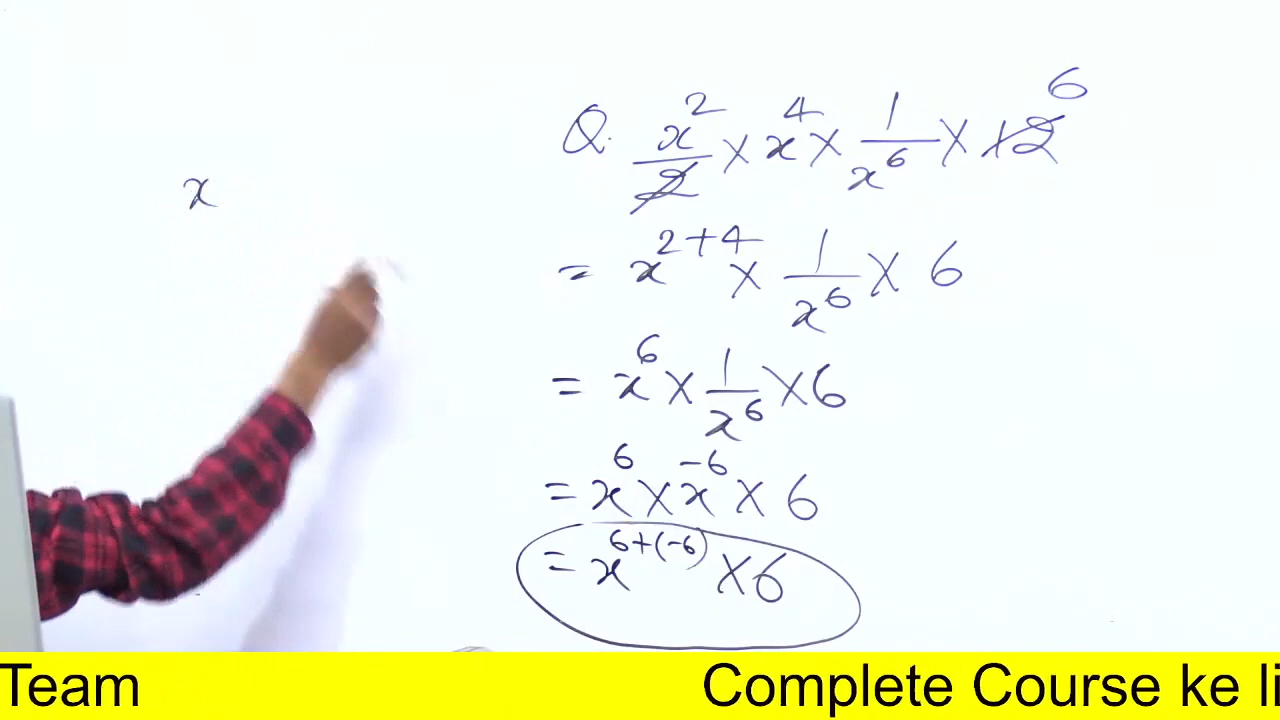 x
Q. x²/2 × x⁴ × 1/x⁶ × 12 6
= x²⁺⁴ × 1/x⁶ × 6
= x⁶ × 1/x⁶ × 6
= x⁶ × x⁻⁶ × 6
= x⁶⁺⁽⁻⁶⁾ × 6
Team Complete Course ke li